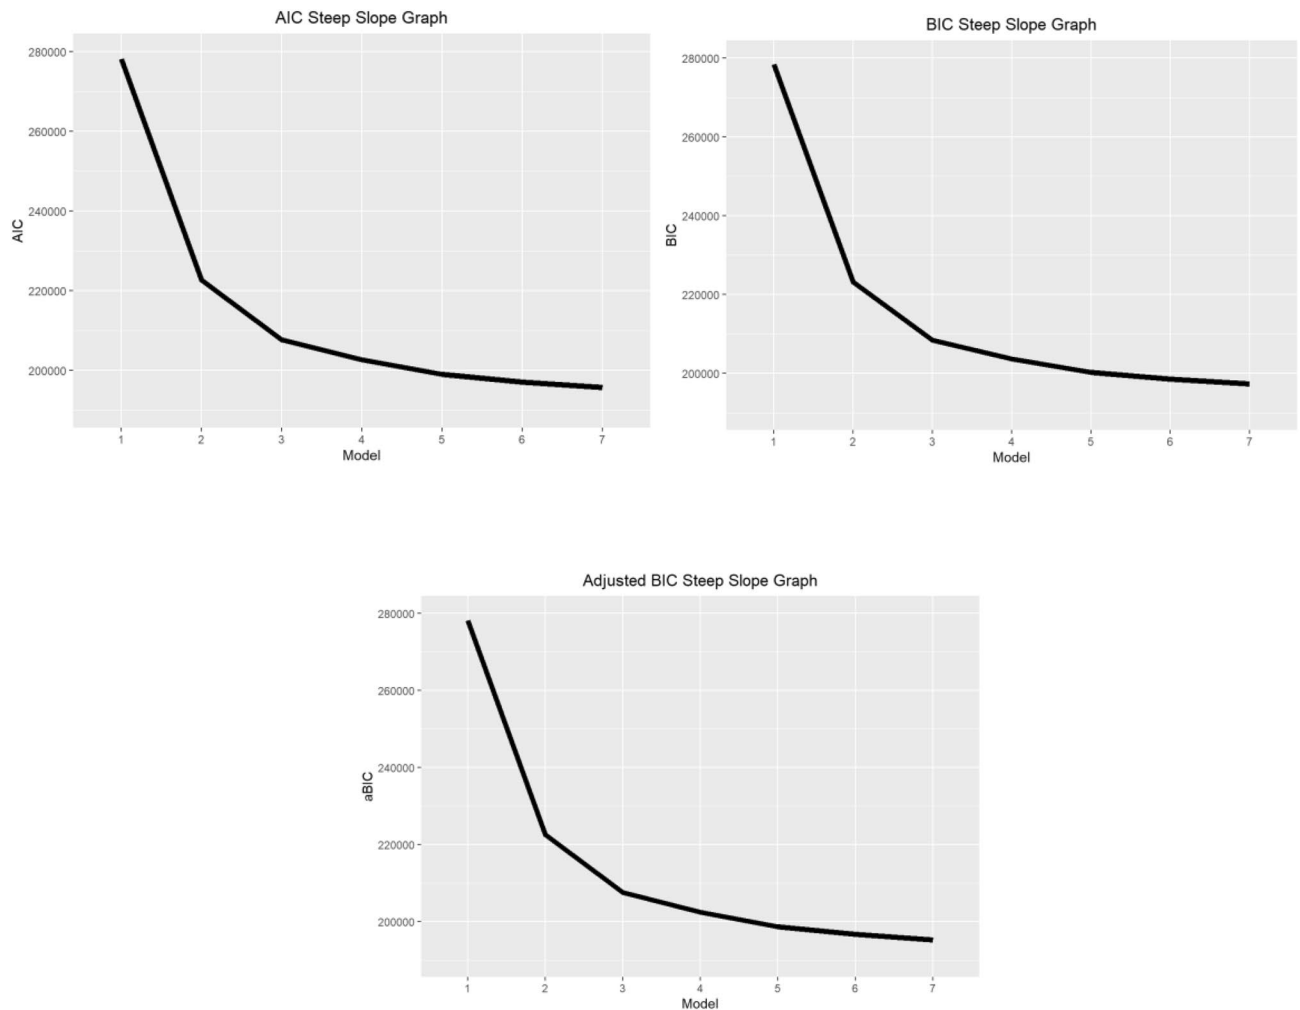 AIC Steep Slope Graph
280000
260000
240000
220000
200000
AIC
1 2 3 4 5 6 7
Model
BIC Steep Slope Graph
280000
260000
240000
220000
200000
BIC
1 2 3 4 5 6 7
Model
Adjusted BIC Steep Slope Graph
280000
260000
240000
220000
200000
aBIC
1 2 3 4 5 6 7
Model